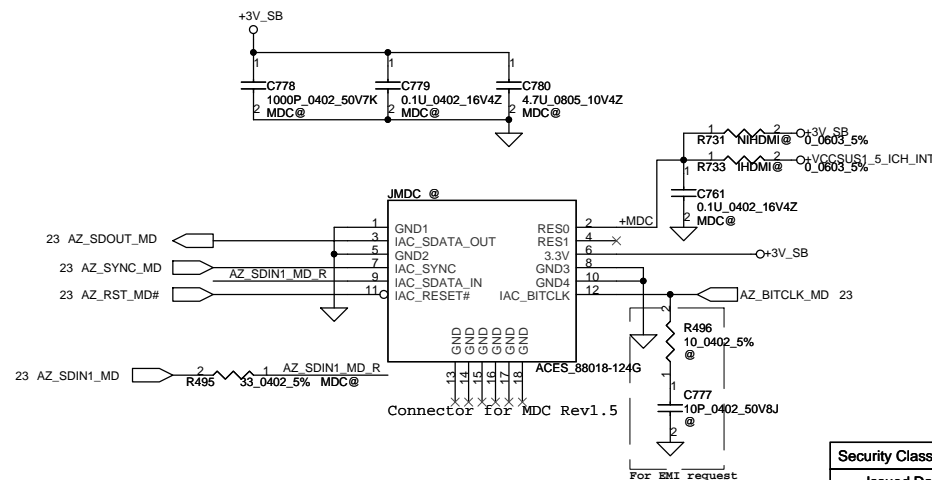 +3V_SB
1 1 1
C778 C779 C780
1000P_0402_50V7K 0.1U_0402_16V4Z 4.7U_0805_10V4Z
2 MDC@ 2 MDC@ 2 MDC@
1 2 +3V_SB
R731 NIHDMI@ 0_0603_5%
1 2 +VCCSUS1_5_ICH_INT
R733 IHDMI@ 0_0603_5%
1
C761
0.1U_0402_16V4Z
2 MDC@
JMDC @
+MDC
1 GND1 RES0 2
23 AZ_SDOUT_MD 3 IAC_SDATA_OUT RES1 4
5 GND2 3.3V 6 +3V_SB
23 AZ_SYNC_MD 7 IAC_SYNC GND3 8
AZ_SDIN1_MD_R 9 IAC_SDATA_IN GND4 10
23 AZ_RST_MD# 11 IAC_RESET# IAC_BITCLK 12 AZ_BITCLK_MD 23
GND GND GND GND GND GND
13 14 15 16 17 18
ACES_88018-124G
Connector for MDC Rev1.5
23 AZ_SDIN1_MD 2 1 AZ_SDIN1_MD_R
R495 33_0402_5% MDC@
2
R496
10_0402_5%
@
1
1
C777
10P_0402_50V8J
@
2
For EMI request
Security Class